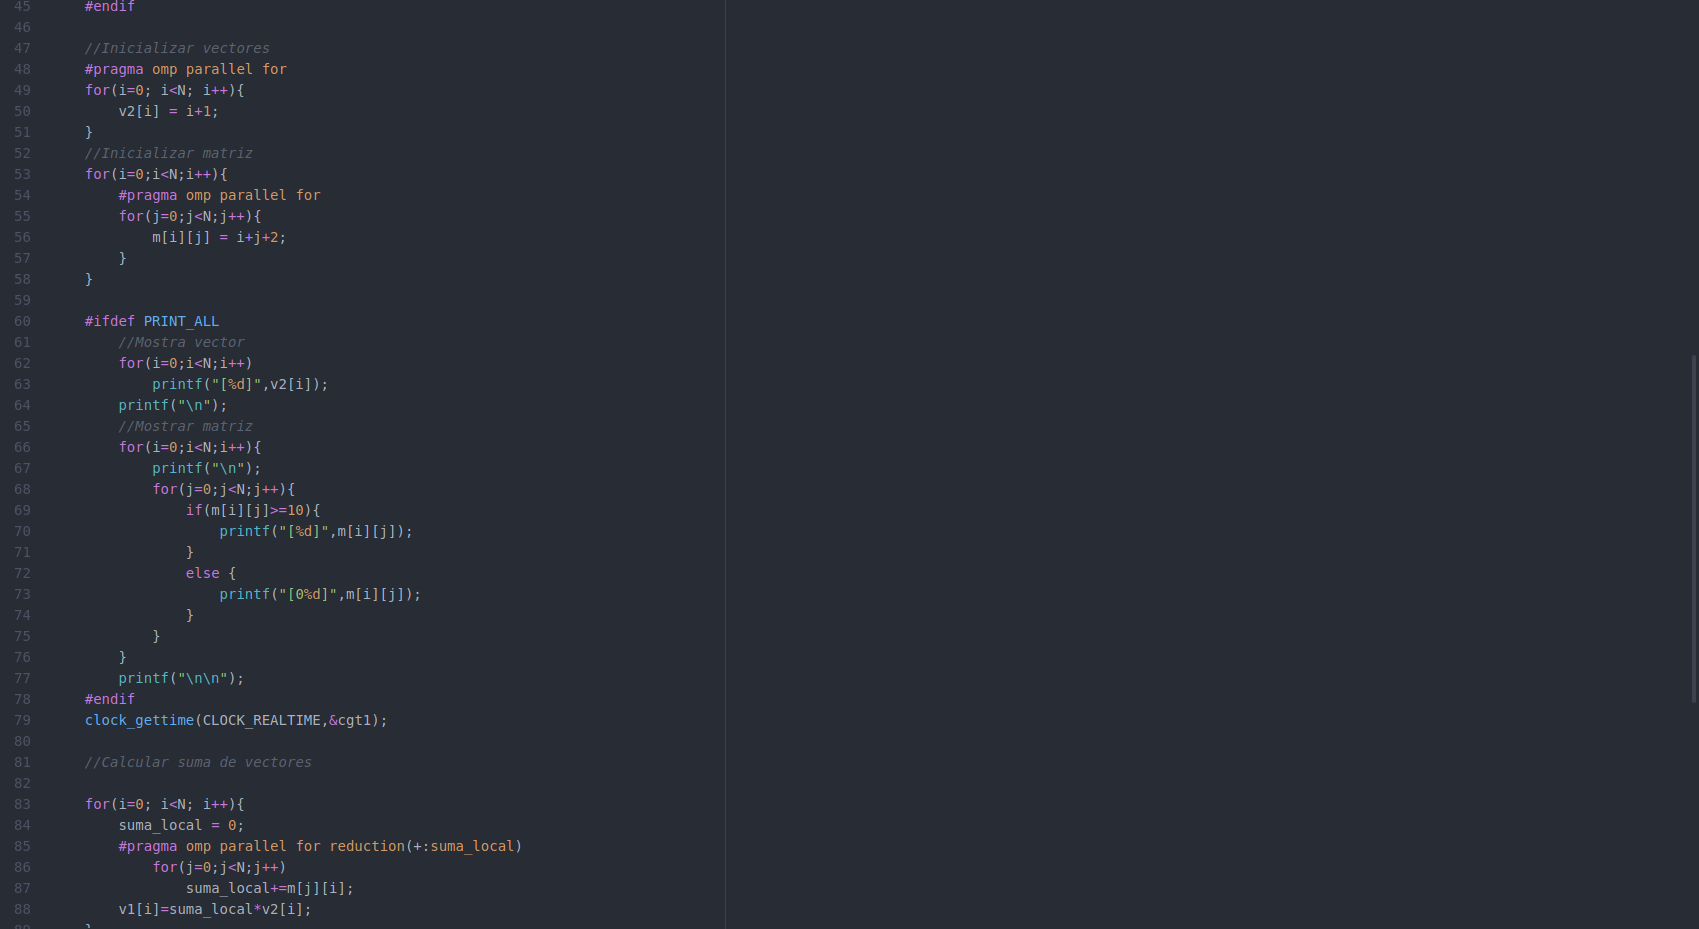 45 #endif
46
47 //Inicializar vectores
48 #pragma omp parallel for
49 for(i=0; i<N; i++){
50     v2[i] = i+1;
51 }
52 //Inicializar matriz
53 for(i=0;i<N;i++){
54     #pragma omp parallel for
55     for(j=0;j<N;j++){
56         m[i][j] = i+j+2;
57     }
58 }
59
60 #ifdef PRINT_ALL
61     //Mostra vector
62     for(i=0;i<N;i++)
63         printf("[%d]",v2[i]);
64     printf("\n");
65     //Mostrar matriz
66     for(i=0;i<N;i++){
67         printf("\n");
68         for(j=0;j<N;j++){
69             if(m[i][j]>=10){
70                 printf("[%d]",m[i][j]);
71             }
72             else {
73                 printf("[0%d]",m[i][j]);
74             }
75         }
76     }
77     printf("\n\n");
78 #endif
79 clock_gettime(CLOCK_REALTIME,&cgt1);
80
81 //Calcular suma de vectores
82
83 for(i=0; i<N; i++){
84     suma_local = 0;
85     #pragma omp parallel for reduction(+:suma_local)
86         for(j=0;j<N;j++)
87             suma_local+=m[j][i];
88     v1[i]=suma_local*v2[i];
89 }